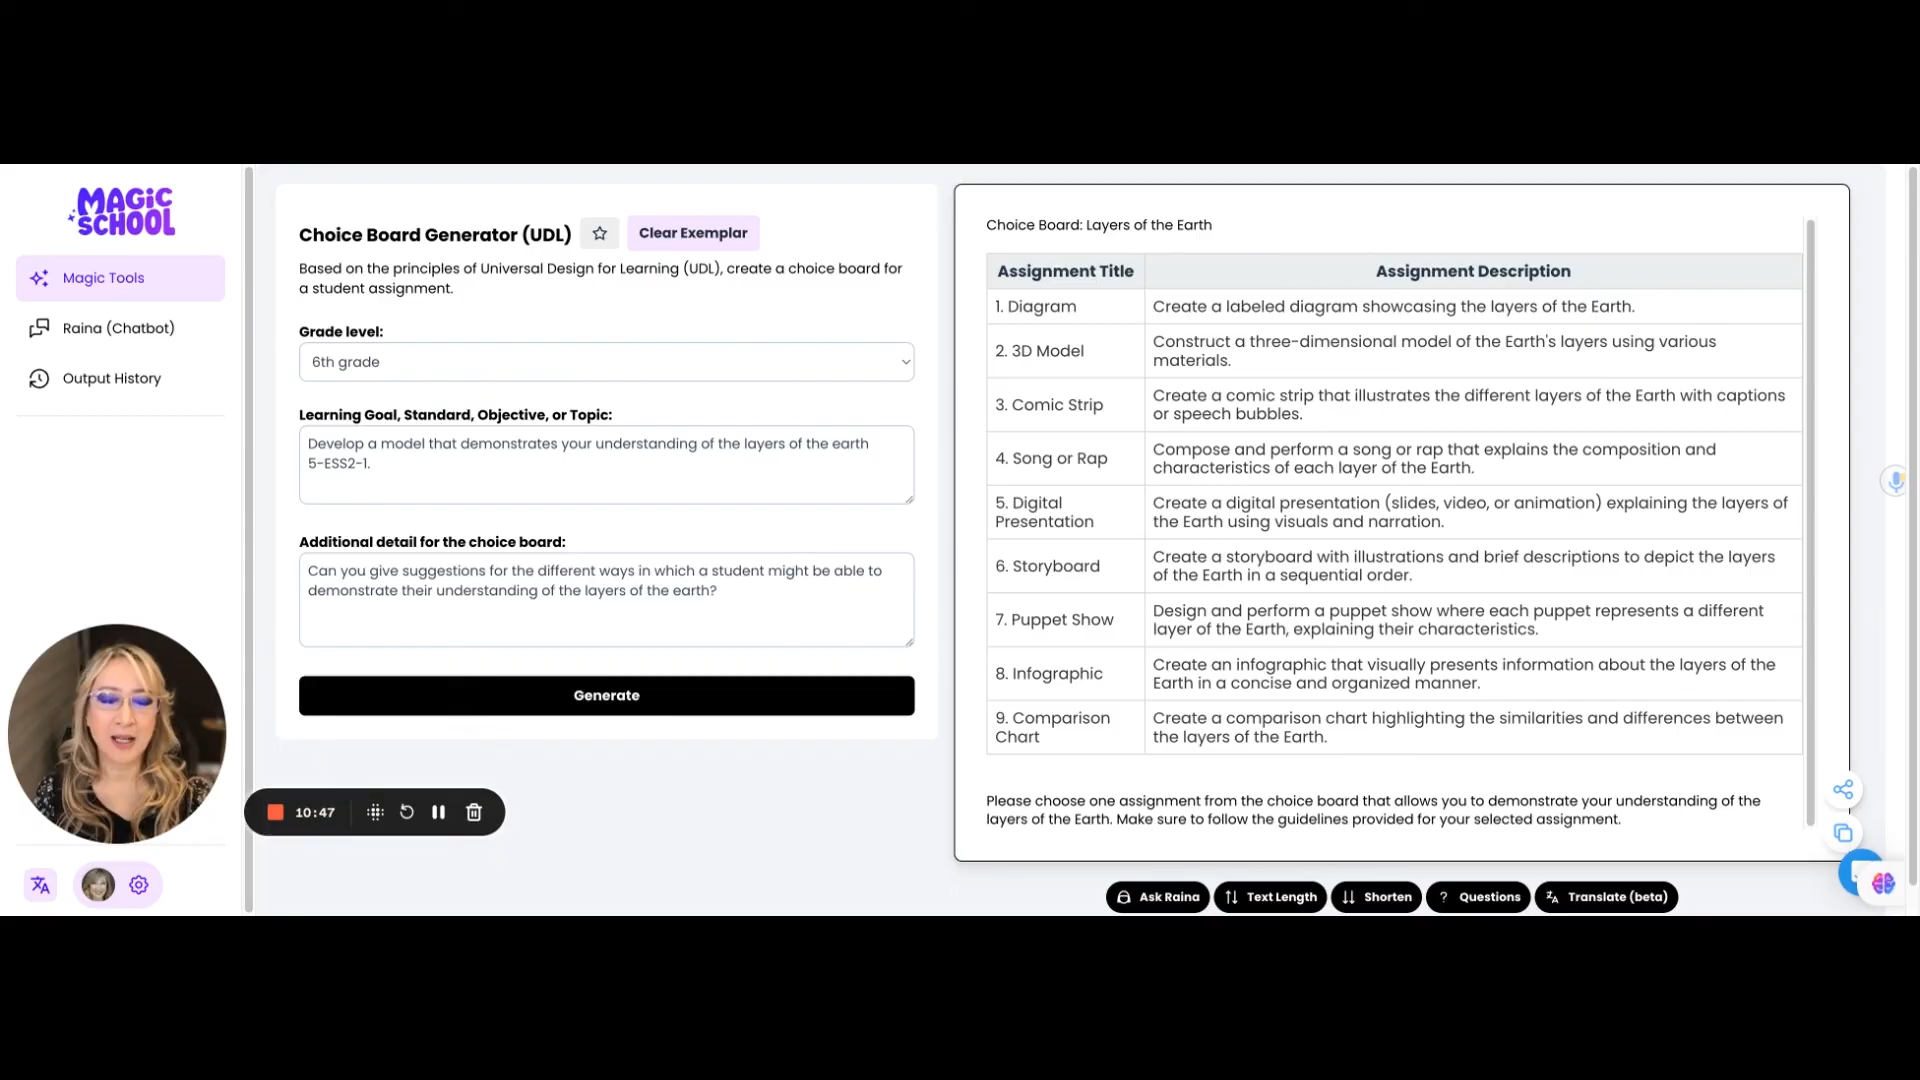 MAGIC
SCHOOL
Magic Tools
Raina (Chatbot)
Output History
10:47
Choice Board Generator (UDL)
Clear Exemplar
Based on the principles of Universal Design for Learning (UDL), create a choice board for
a student assignment.
Grade level:
6th grade
Learning Goal, Standard, Objective, or Topic:
Develop a model that demonstrates your understanding of the layers of the earth
5-ESS2-1.
Additional detail for the choice board:
Can you give suggestions for the different ways in which a student might be able to
demonstrate their understanding of the layers of the earth?
Generate
Choice Board: Layers of the Earth
Assignment Title Assignment Description
1. Diagram Create a labeled diagram showcasing the layers of the Earth.
2. 3D Model Construct a three-dimensional model of the Earth's layers using various
materials.
3. Comic Strip Create a comic strip that illustrates the different layers of the Earth with captions
or speech bubbles.
4. Song or Rap Compose and perform a song or rap that explains the composition and
characteristics of each layer of the Earth.
5. Digital Create a digital presentation (slides, video, or animation) explaining the layers of
Presentation the Earth using visuals and narration.
6. Storyboard Create a storyboard with illustrations and brief descriptions to depict the layers
of the Earth in a sequential order.
7. Puppet Show Design and perform a puppet show where each puppet represents a different
layer of the Earth, explaining their characteristics.
8. Infographic Create an infographic that visually presents information about the layers of the
Earth in a concise and organized manner.
9. Comparison Create a comparison chart highlighting the similarities and differences between
Chart the layers of the Earth.
Please choose one assignment from the choice board that allows you to demonstrate your understanding of the
layers of the Earth. Make sure to follow the guidelines provided for your selected assignment.
Ask Raina Text Length Shorten ? Questions Translate (beta)